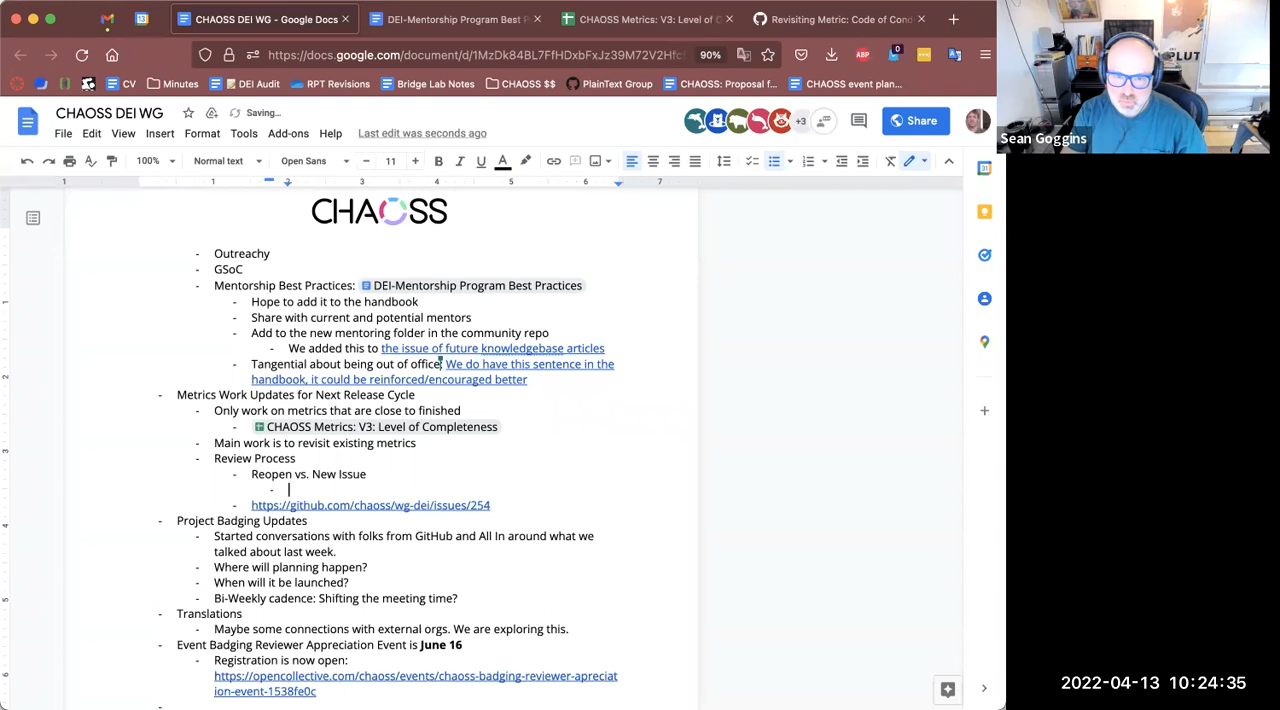 CHAOSS DEI WG - Google Docs
DEI-Mentorship Program Best P
CHAOSS Metrics: V3: Level of C
Revisiting Metric: Code of Cond
https://docs.google.com/document/d/1MzDk84BL7FfHDxbFxJz39M72V2Hfc
90%
ABP
0
CV
Minutes
DEI Audit
RPT Revisions
Bridge Lab Notes
CHAOSS $$
PlainText Group
CHAOSS: Proposal f...
CHAOSS event plan...
CHAOSS DEI WG
Saving...
+3
Share
File Edit View Insert Format Tools Add-ons Help Last edit was seconds ago
100% Normal text Open Sans 11 B I U A
1 1 3 4 5 6 7
CHAOSS
- Outreachy
- GSoC
- Mentorship Best Practices: DEI-Mentorship Program Best Practices
- Hope to add it to the handbook
- Share with current and potential mentors
- Add to the new mentoring folder in the community repo
- We added this to the issue of future knowledgebase articles
- Tangential about being out of office: We do have this sentence in the
handbook, it could be reinforced/encouraged better
- Metrics Work Updates for Next Release Cycle
- Only work on metrics that are close to finished
- CHAOSS Metrics: V3: Level of Completeness
- Main work is to revisit existing metrics
- Review Process
- Reopen vs. New Issue
-
- https://github.com/chaoss/wg-dei/issues/254
- Project Badging Updates
- Started conversations with folks from GitHub and All In around what we
talked about last week.
- Where will planning happen?
- When will it be launched?
- Bi-Weekly cadence: Shifting the meeting time?
- Translations
- Maybe some connections with external orgs. We are exploring this.
- Event Badging Reviewer Appreciation Event is June 16
- Registration is now open:
https://opencollective.com/chaoss/events/chaoss-badging-reviewer-apreciat
ion-event-1538fe0c
-
Sean Goggins
2022-04-13 10:24:35